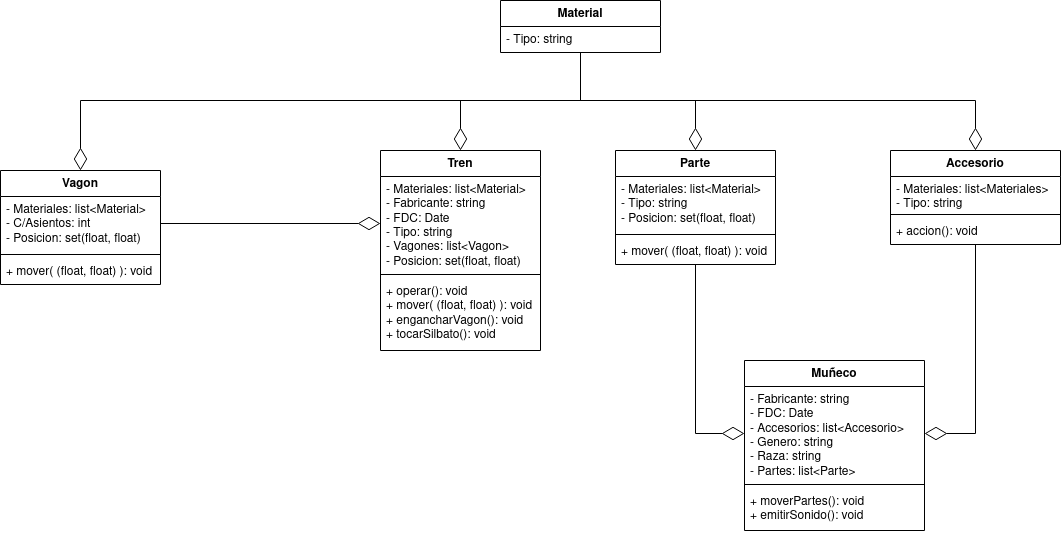 Material
- Tipo: string
Vagon
- Materiales: list<Material>
- C/Asientos: int
- Posicion: set(float, float)
+ mover( (float, float) ): void
Tren
- Materiales: list<Material>
- Fabricante: string
- FDC: Date
- Tipo: string
- Vagones: list<Vagon>
- Posicion: set(float, float)
+ operar(): void
+ mover( (float, float) ): void
+ engancharVagon(): void
+ tocarSilbato(): void
Parte
- Materiales: list<Material>
- Tipo: string
- Posicion: set(float, float)
+ mover( (float, float) ): void
Accesorio
- Materiales: list<Materiales>
- Tipo: string
+ accion(): void
Muñeco
- Fabricante: string
- FDC: Date
- Accesorios: list<Accesorio>
- Genero: string
- Raza: string
- Partes: list<Parte>
+ moverPartes(): void
+ emitirSonido(): void